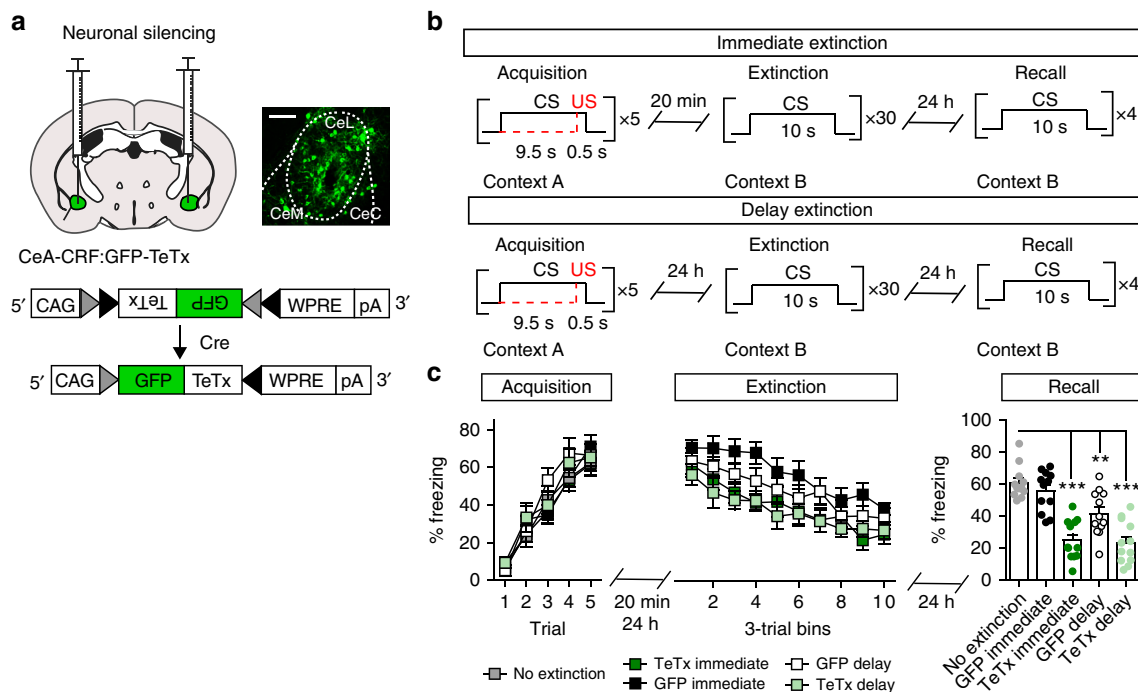 a
Neuronal silencing
CeL
CeM
CeC
CeA-CRF:GFP-TeTx
5′ CAG TeTx GFP WPRE pA 3′
Cre
5′ CAG GFP TeTx WPRE pA 3′
b
Immediate extinction
Acquisition Extinction Recall
CS US ×5 20 min CS ×30 24 h CS ×4
9.5 s 0.5 s 10 s 10 s
Context A Context B Context B
Delay extinction
Acquisition Extinction Recall
CS US ×5 24 h CS ×30 24 h CS ×4
9.5 s 0.5 s 10 s 10 s
Context A Context B Context B
c
Acquisition Extinction Recall
% freezing
80
60
40
20
0
1 2 3 4 5
Trial
20 min
24 h
% freezing
80
60
40
20
0
2 4 6 8 10
3-trial bins
24 h
% freezing
100
80
60
40
20
0
***
**
***
No extinction
GFP immediate
TeTx immediate
GFP delay
TeTx delay
No extinction
TeTx immediate
GFP immediate
GFP delay
TeTx delay